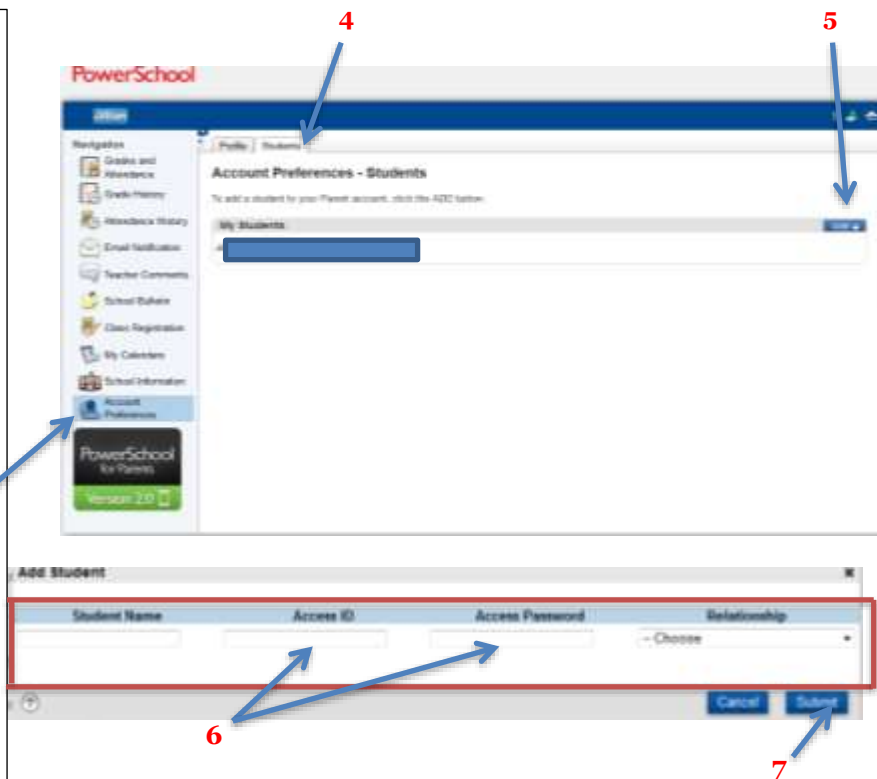 4 5
PowerSchool
Navigation
Profile Students
Grades and
Attendance
Grade History
Attendance History
Email Notification
Teacher Comments
School Bulletin
Class Registration
My Calendars
School Information
Account
Preferences
PowerSchool
for Parents
Version 2.0
Account Preferences - Students
To add a student to your Parent account, click the ADD button.
My Students
Add Student
Student Name Access ID Access Password Relationship
-- Choose
Cancel Submit
6
7